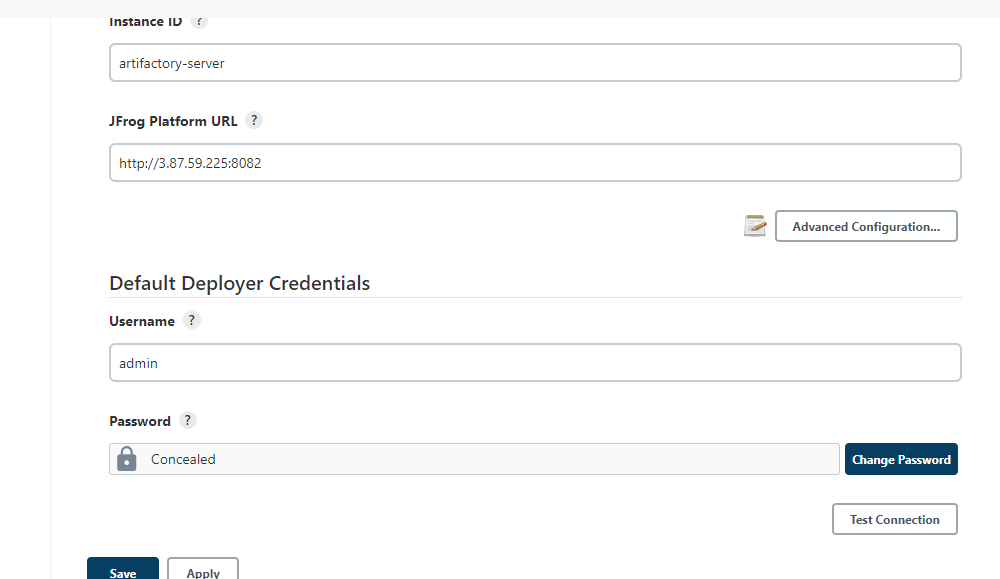 Instance ID ?
artifactory-server
JFrog Platform URL ?
http://3.87.59.225:8082
Advanced Configuration...
Default Deployer Credentials
Username ?
admin
Password ?
Concealed
Change Password
Test Connection
Save
Apply